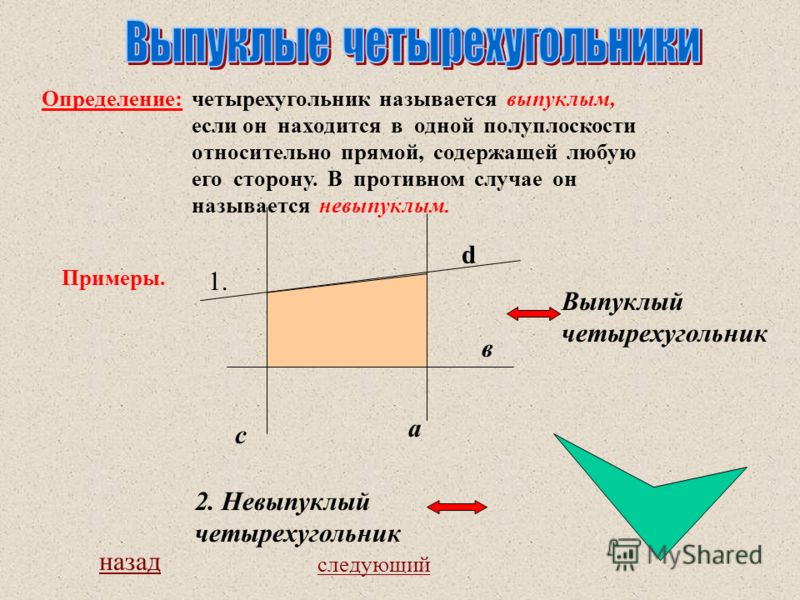 Выпуклые четырехугольники
Определение: четырехугольник называется выпуклым,
если он находится в одной полуплоскости
относительно прямой, содержащей любую
его сторону. В противном случае он
называется невыпуклым.
Примеры.
1.
d
Выпуклый
четырехугольник
в
с
а
2. Невыпуклый
четырехугольник
назад
следующий
MyShared